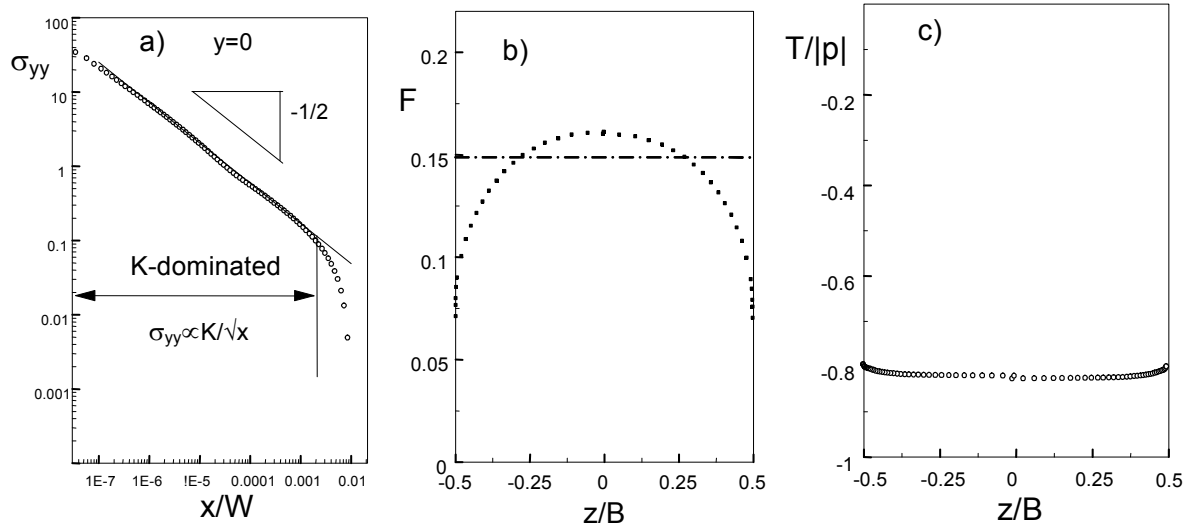 a)
y=0
σyy
100
10
1
0.1
0.01
0.001
-1/2
K-dominated
σyy∝K/√x
1E-7 1E-6 1E-5 0.0001 0.001 0.01
x/W
b)
F
0.2
0.15
0.1
0.05
0
-0.5 -0.25 0 0.25 0.5
z/B
c)
T/|p|
-0.2
-0.4
-0.6
-0.8
-1
-0.5 -0.25 0 0.25 0.5
z/B